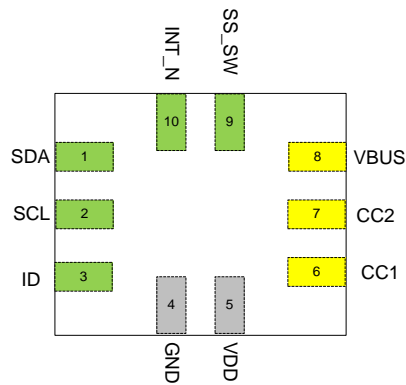 INT_N SS_SW
10 9
SDA 1 8 VBUS
SCL 2 7 CC2
ID 3 6 CC1
4 5
GND VDD